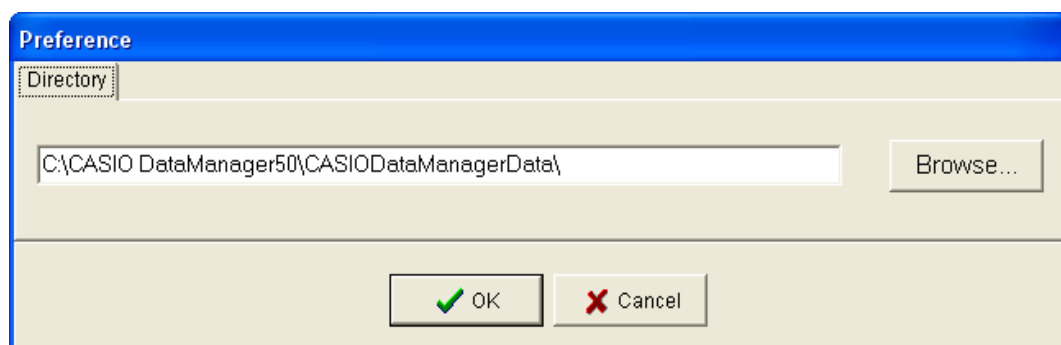 Preference
Directory
C:\CASIO DataManager50\CASIODataManagerData\
Browse...
OK
Cancel